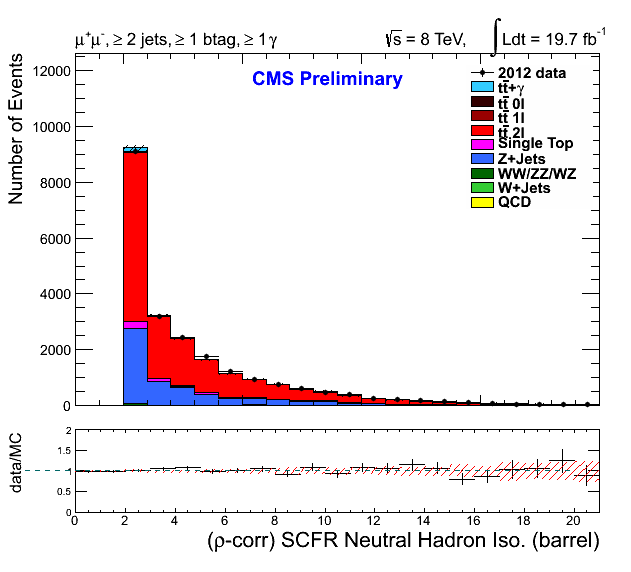 μ⁺μ⁻, ≥ 2 jets, ≥ 1 btag, ≥ 1 γ
√s = 8 TeV, ∫ Ldt = 19.7 fb⁻¹
CMS Preliminary
2012 data
tt̄+γ
tt̄ 0l
tt̄ 1l
tt̄ 2l
Single Top
Z+Jets
WW/ZZ/WZ
W+Jets
QCD
Number of Events
12000
10000
8000
6000
4000
2000
0
data/MC
2
1.5
1
0.5
0
0 2 4 6 8 10 12 14 16 18 20
(ρ-corr) SCFR Neutral Hadron Iso. (barrel)